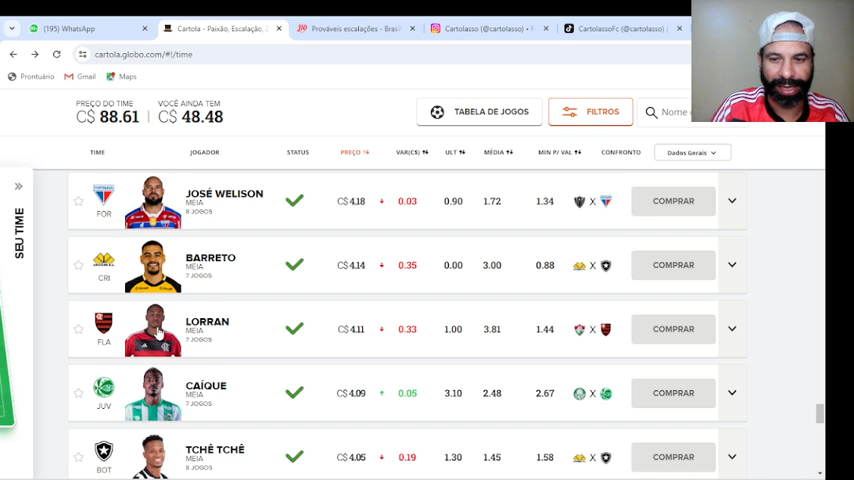 (195) WhatsApp
Cartola - Paixão, Escalação,
Prováveis escalações - Brasi
Cartolasso (@cartolasso) •
CartolassoFc (@cartolasso)
cartola.globo.com/#!/time
Prontuário
Gmail
Maps
PREÇO DO TIME
C$ 88.61
VOCÊ AINDA TEM
C$ 48.48
TABELA DE JOGOS
FILTROS
Nome
TIME JOGADOR STATUS PREÇO VAR(C$) ULT MÉDIA MIN P/ VAL CONFRONTO Dados Gerais
SEU TIME
FOR
JOSÉ WELISON
MEIA
8 JOGOS
C$ 4.18 0.03 0.90 1.72 1.34 X COMPRAR
CRI
BARRETO
MEIA
7 JOGOS
C$ 4.14 0.35 0.00 3.00 0.88 X COMPRAR
FLA
LORRAN
MEIA
7 JOGOS
C$ 4.11 0.33 1.00 3.81 1.44 X COMPRAR
JUV
CAÍQUE
MEIA
7 JOGOS
C$ 4.09 0.05 3.10 2.48 2.67 X COMPRAR
BOT
TCHÊ TCHÊ
MEIA
8 JOGOS
C$ 4.05 0.19 1.30 1.45 1.58 X COMPRAR